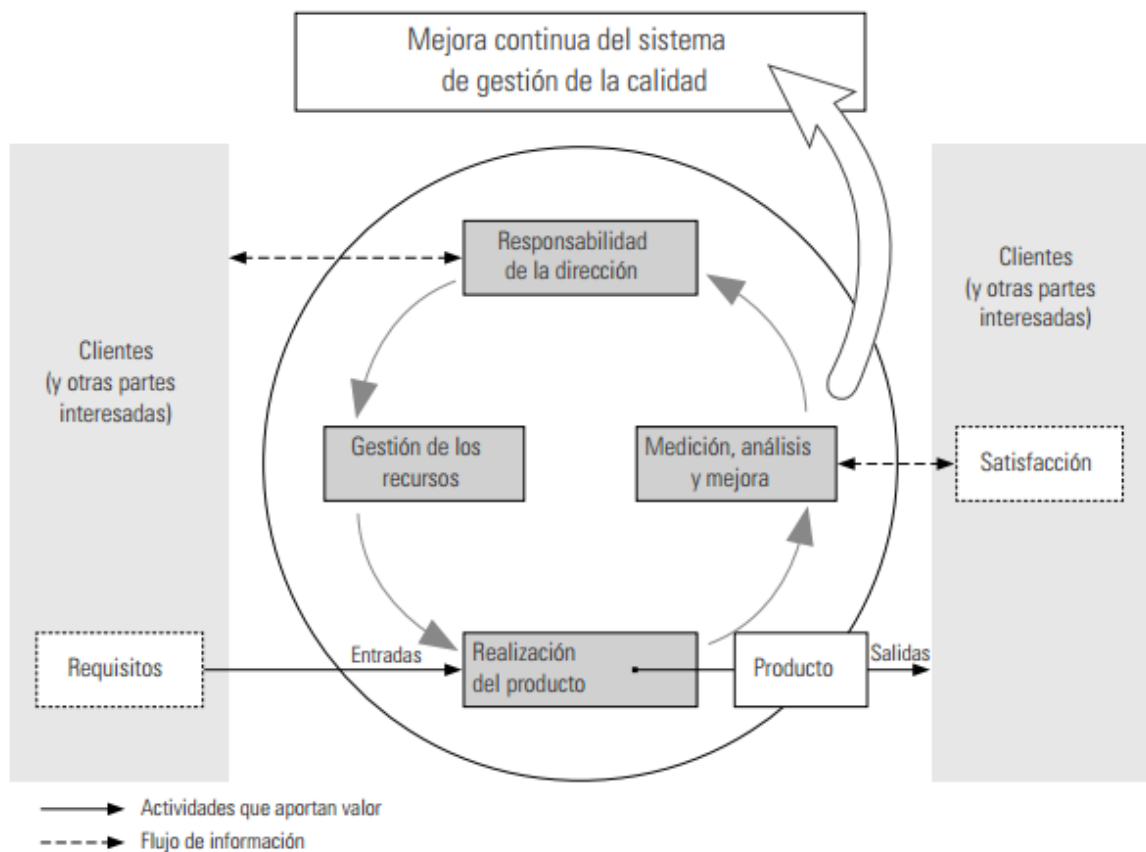 Mejora continua del sistema
de gestión de la calidad
Responsabilidad
de la dirección
Clientes
(y otras partes
interesadas)
Clientes
(y otras partes
interesadas)
Gestión de los
recursos
Medición, análisis
y mejora
Satisfacción
Requisitos
Entradas
Realización
del producto
Producto
Salidas
Actividades que aportan valor
Flujo de información